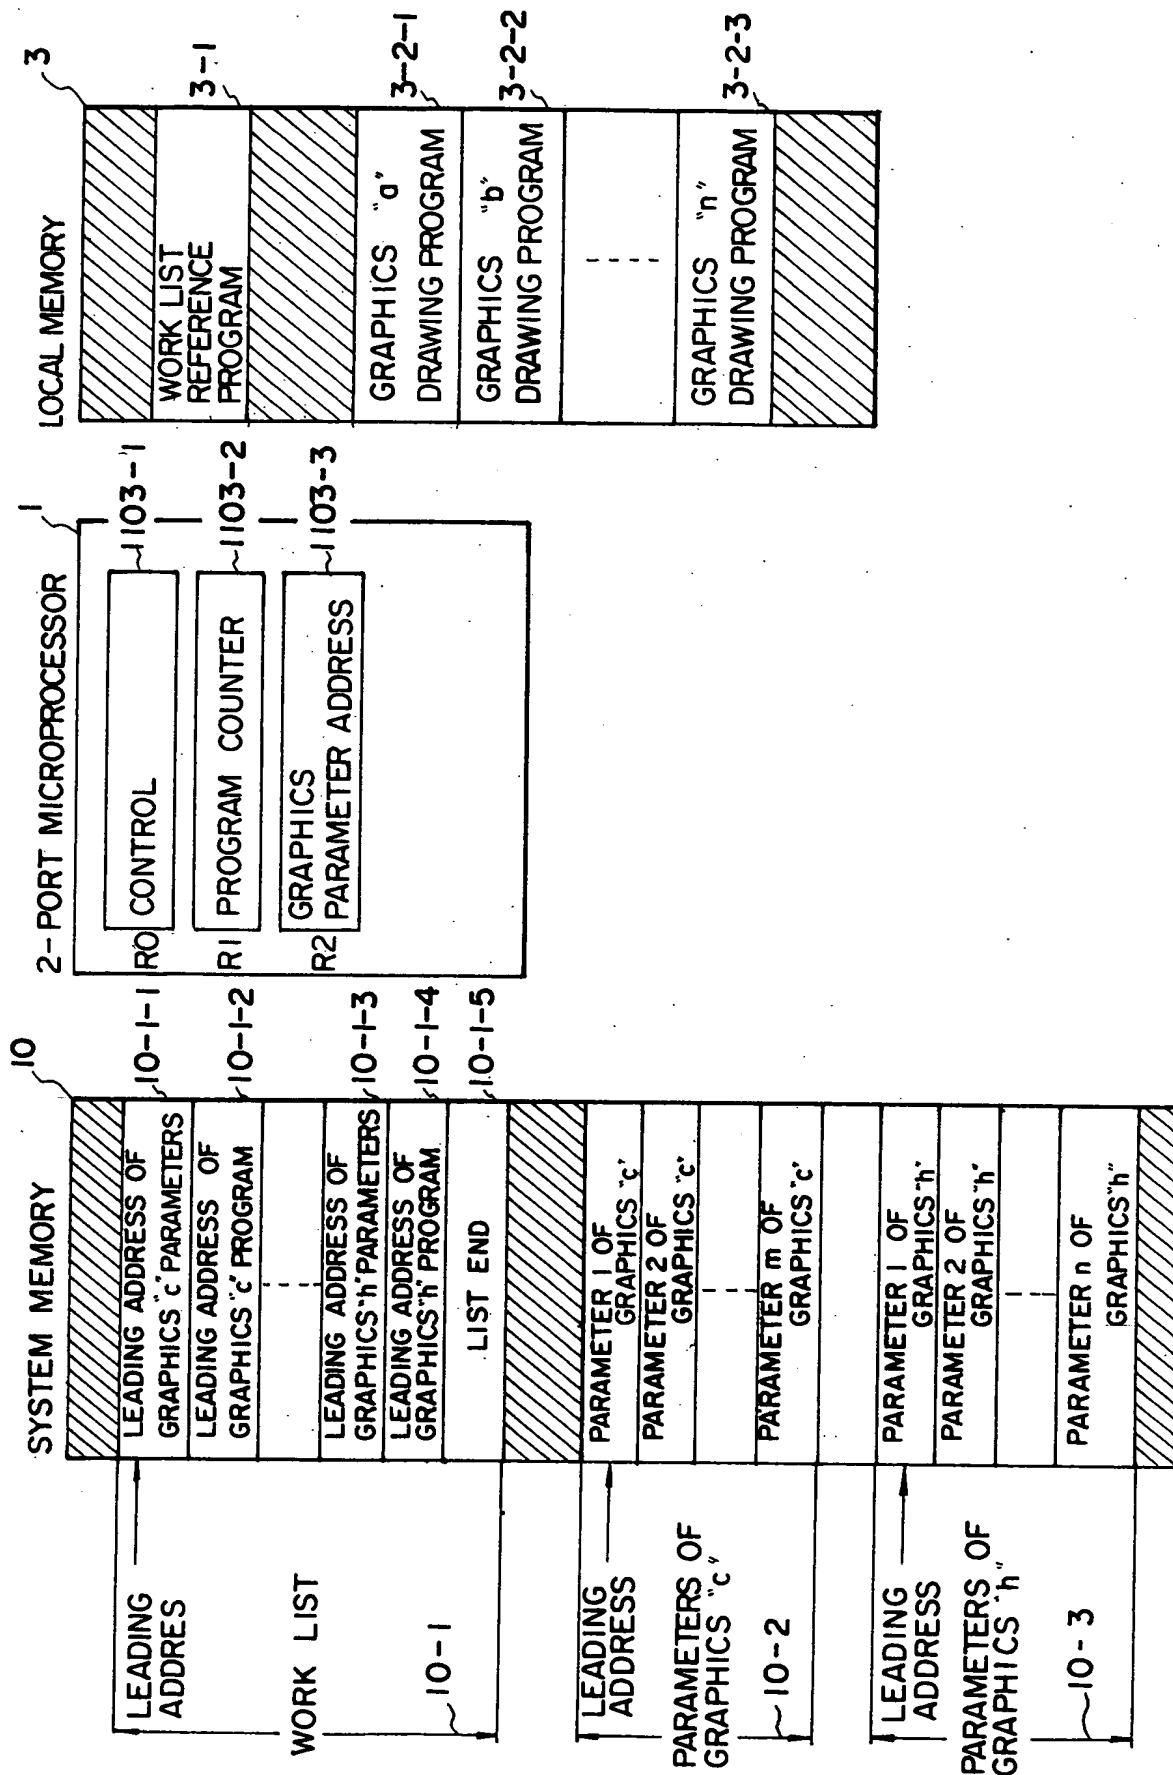 SYSTEM MEMORY
10
LEADING
ADDRES
WORK LIST
10-1
LEADING ADDRESS OF
GRAPHICS "c" PARAMETERS
10-1-1
LEADING ADDRESS OF
GRAPHICS "c" PROGRAM
10-1-2
LEADING ADDRESS OF
GRAPHICS "h" PARAMETERS
10-1-3
LEADING ADDRESS OF
GRAPHICS "h" PROGRAM
10-1-4
LIST END
10-1-5
LEADING
ADDRESS
PARAMETERS OF
GRAPHICS "c"
10-2
PARAMETER 1 OF
GRAPHICS "c"
PARAMETER 2 OF
GRAPHICS "c"
PARAMETER m OF
GRAPHICS "c"
LEADING
ADDRESS
PARAMETERS OF
GRAPHICS "h"
10-3
PARAMETER 1 OF
GRAPHICS "h"
PARAMETER 2 OF
GRAPHICS "h"
PARAMETER n OF
GRAPHICS "h"
2-PORT MICROPROCESSOR
1
R0 CONTROL
1103-1
R1 PROGRAM COUNTER
1103-2
R2 GRAPHICS
PARAMETER ADDRESS
1103-3
LOCAL MEMORY
3
WORK LIST
REFERENCE
PROGRAM
3-1
GRAPHICS "a"
DRAWING PROGRAM
3-2-1
GRAPHICS "b"
DRAWING PROGRAM
3-2-2
GRAPHICS "n"
DRAWING PROGRAM
3-2-3